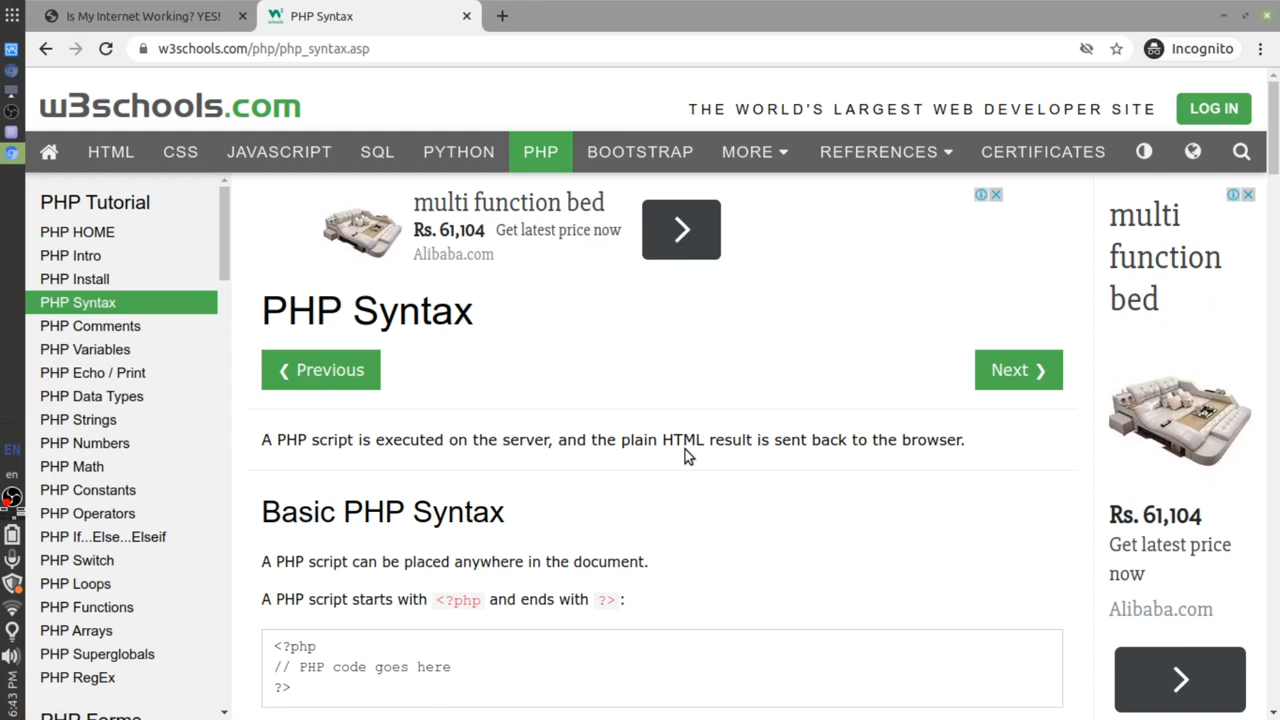 Is My Internet Working? YES!
PHP Syntax
w3schools.com/php/php_syntax.asp
Incognito
w3schools.com
THE WORLD'S LARGEST WEB DEVELOPER SITE
LOG IN
HTML CSS JAVASCRIPT SQL PYTHON PHP BOOTSTRAP MORE REFERENCES CERTIFICATES
PHP Tutorial
PHP HOME
PHP Intro
PHP Install
PHP Syntax
PHP Comments
PHP Variables
PHP Echo / Print
PHP Data Types
PHP Strings
PHP Numbers
PHP Math
PHP Constants
PHP Operators
PHP If...Else...Elseif
PHP Switch
PHP Loops
PHP Functions
PHP Arrays
PHP Superglobals
PHP RegEx
PHP Forms
multi function bed
Rs. 61,104 Get latest price now
Alibaba.com
PHP Syntax
❮ Previous
Next ❯
A PHP script is executed on the server, and the plain HTML result is sent back to the browser.
Basic PHP Syntax
A PHP script can be placed anywhere in the document.
A PHP script starts with <?php and ends with ?>:
<?php
// PHP code goes here
?>
multi
function
bed
Rs. 61,104
Get latest price
now
Alibaba.com
EN
en
6:43 PM